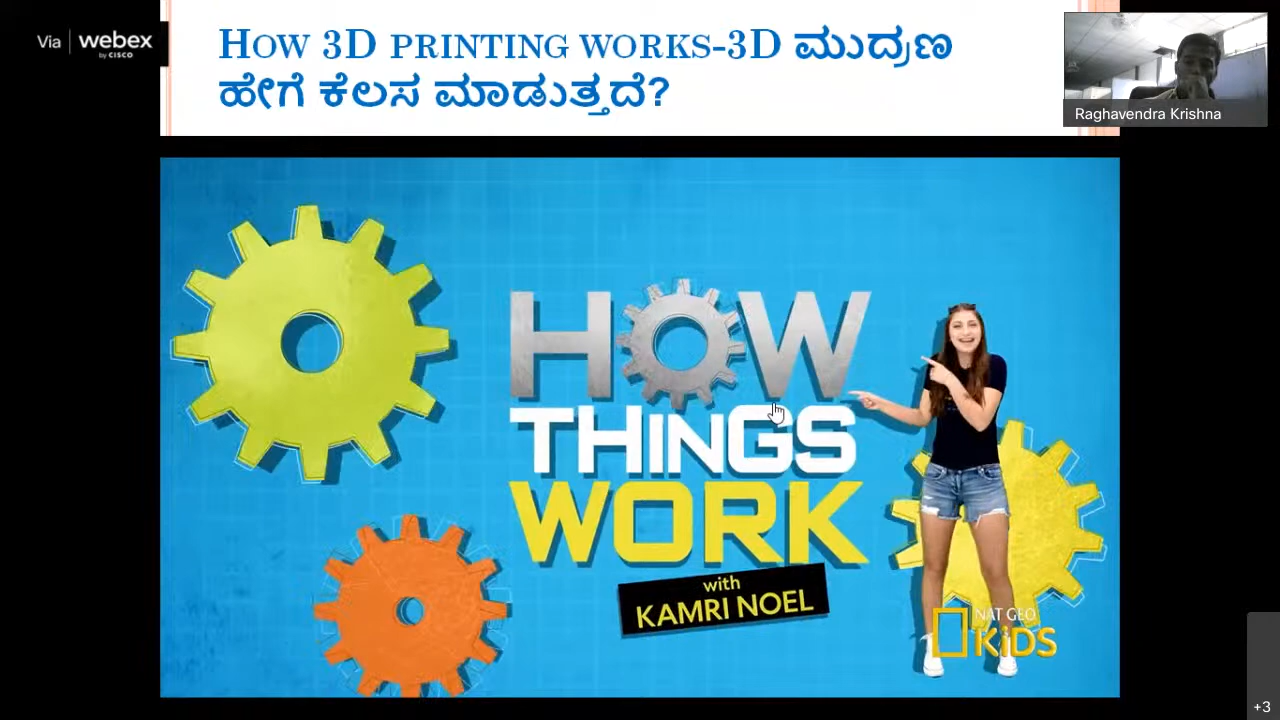 Via webex
by CISCO
HOW 3D PRINTING WORKS-3D ಮುದ್ರಣ
ಹೇಗೆ ಕೆಲಸ ಮಾಡುತ್ತದೆ?
Raghavendra Krishna
HOW
THINGS
WORK
with
KAMRI NOEL
NAT GEO
KiDS
+3